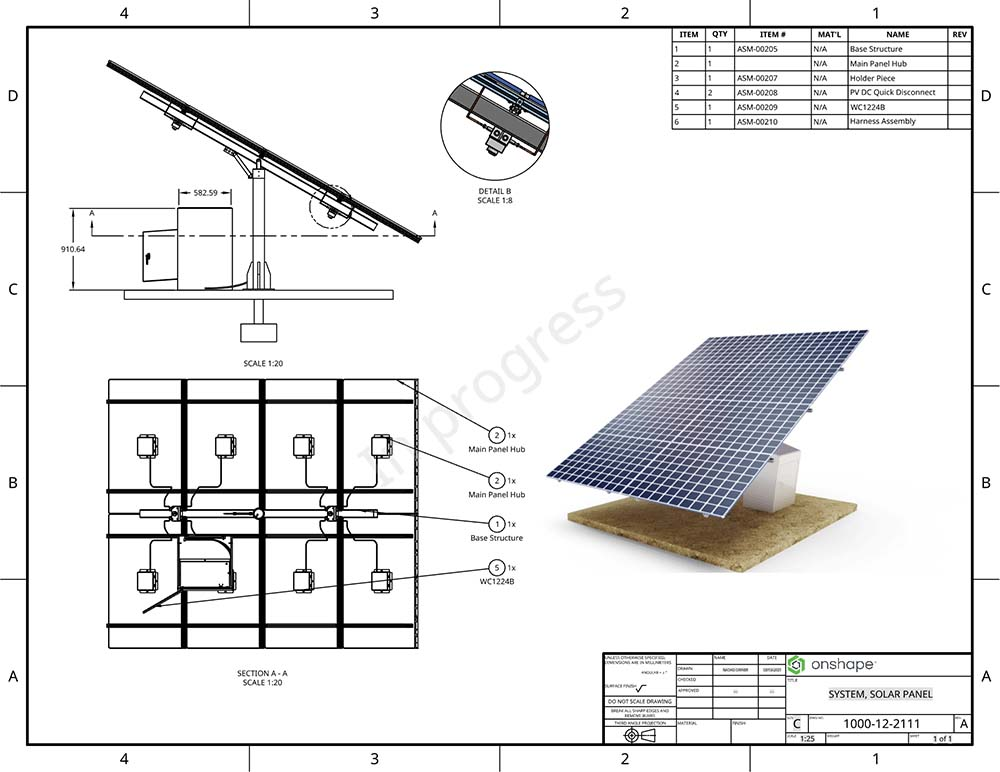 4 3 2 1
D
C
B
A
ITEM QTY ITEM # MAT'L NAME REV
1 1 ASM-00205 N/A Base Structure
2 1 N/A Main Panel Hub
3 1 ASM-00207 N/A Holder Piece
4 2 ASM-00208 N/A PV DC Quick Disconnect
5 1 ASM-00209 N/A WC1224B
6 1 ASM-00210 N/A Harness Assembly
DETAIL B
SCALE 1:8
582.59
A A
910.64
SCALE 1:20
In progress
2 1x
Main Panel Hub
2 1x
Main Panel Hub
1 1x
Base Structure
5 1x
WC1224B
SECTION A - A
SCALE 1:20
D
C
B
A
UNLESS OTHERWISE SPECIFIED,
DIMENSIONS ARE IN MILLIMETERS
ANGULAR = ± °
SURFACE FINISH
DO NOT SCALE DRAWING
BREAK ALL SHARP EDGES AND
REMOVE BURRS
THIRD ANGLE PROJECTION
NAME DATE
DRAWN
CHECKED
APPROVED
MATERIAL FINISH
onshape
TITLE
SYSTEM, SOLAR PANEL
SIZE
C
DWG NO.
1000-12-2111
REV
A
SCALE 1:25 WEIGHT SHEET 1 of 1
4 3 2 1